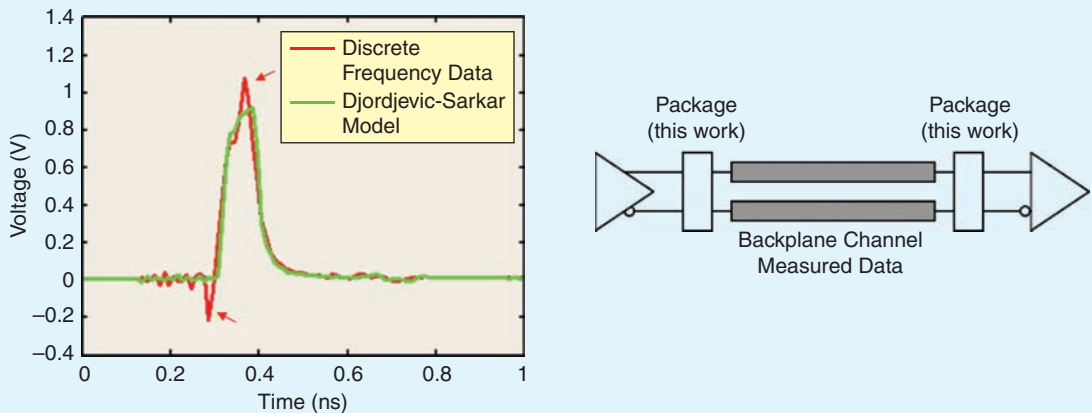 1.4
1.2
1
0.8
0.6
0.4
0.2
0
–0.2
–0.4
Voltage (V)
0 0.2 0.4 0.6 0.8 1
Time (ns)
Discrete
Frequency Data
Djordjevic-Sarkar
Model
Package
(this work)
Package
(this work)
Backplane Channel
Measured Data